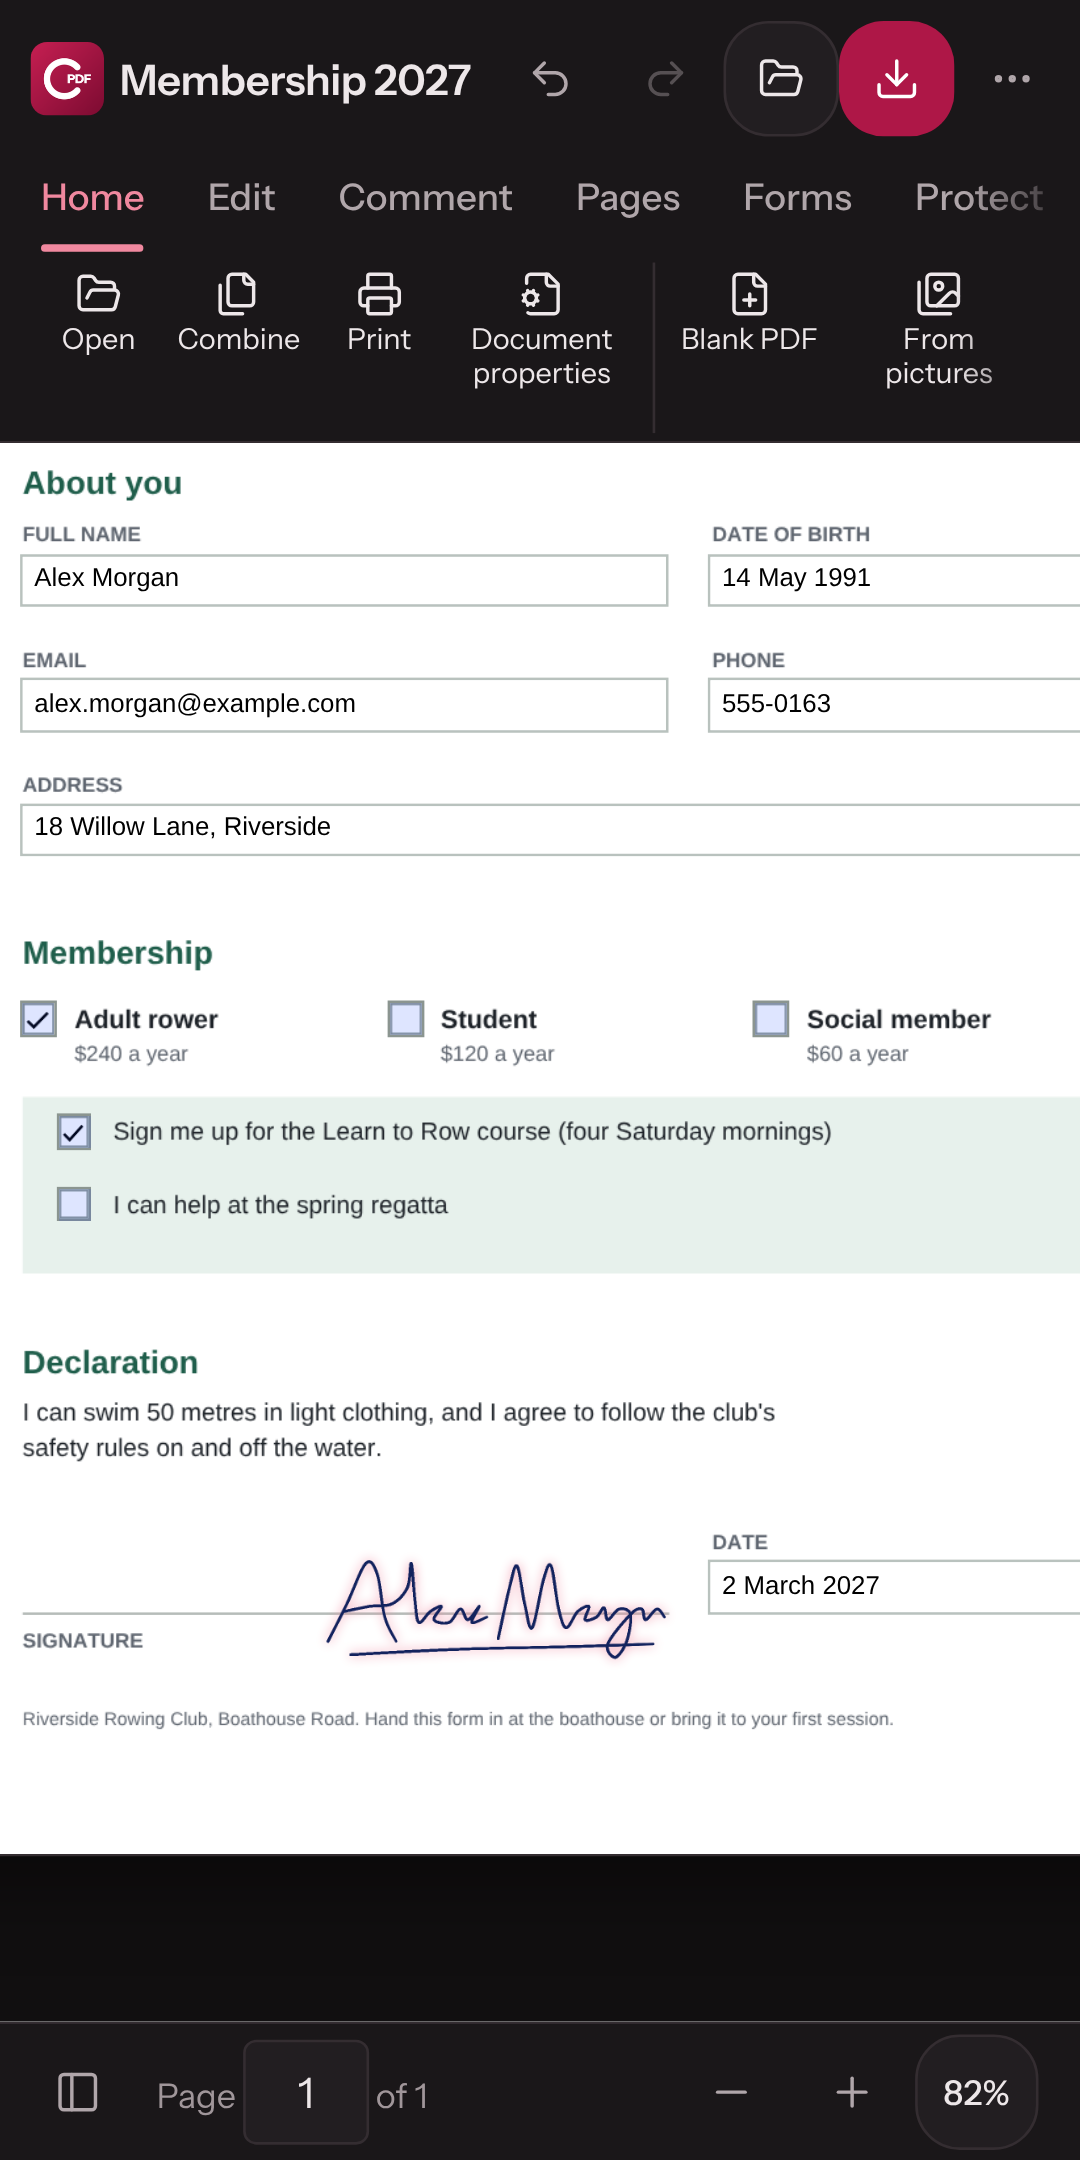 PDF
Membership 2027
Home Edit Comment Pages Forms Protect
Open Combine Print Document properties Blank PDF From pictures
About you
FULL NAME DATE OF BIRTH
Alex Morgan 14 May 1991
EMAIL PHONE
alex.morgan@example.com 555-0163
ADDRESS
18 Willow Lane, Riverside
Membership
Adult rower Student Social member
$240 a year $120 a year $60 a year
Sign me up for the Learn to Row course (four Saturday mornings)
I can help at the spring regatta
Declaration
I can swim 50 metres in light clothing, and I agree to follow the club's
safety rules on and off the water.
DATE
Alex Morgan 2 March 2027
SIGNATURE
Riverside Rowing Club, Boathouse Road. Hand this form in at the boathouse or bring it to your first session.
Page 1 of 1 82%